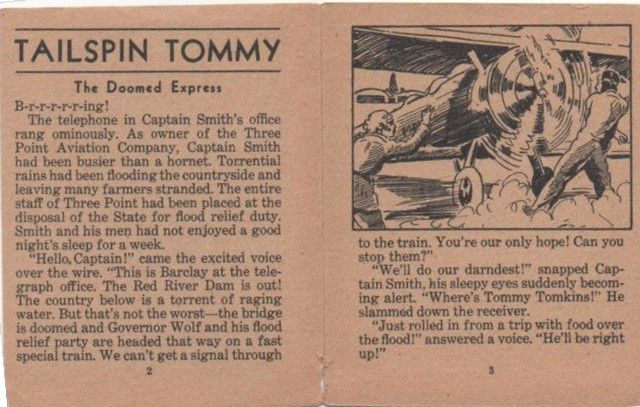 TAILSPIN TOMMY
The Doomed Express
B-r-r-r-r-r-ing!
The telephone in Captain Smith's office
rang ominously. As owner of the Three
Point Aviation Company, Captain Smith
had been busier than a hornet. Torrential
rains had been flooding the countryside and
leaving many farmers stranded. The entire
staff of Three Point had been placed at the
disposal of the State for flood relief duty.
Smith and his men had not enjoyed a good
night's sleep for a week.
"Hello, Captain!" came the excited voice
over the wire. "This is Barclay at the tele-
graph office. The Red River Dam is out!
The country below is a torrent of raging
water. But that's not the worst—the bridge
is doomed and Governor Wolf and his flood
relief party are headed that way on a fast
special train. We can't get a signal through
2
to the train. You're our only hope! Can you
stop them?"
"We'll do our darndest!" snapped Cap-
tain Smith, his sleepy eyes suddenly becom-
ing alert. "Where's Tommy Tomkins!" He
slammed down the receiver.
"Just rolled in from a trip with food over
the flood!" answered a voice. "He'll be right
up!"
3